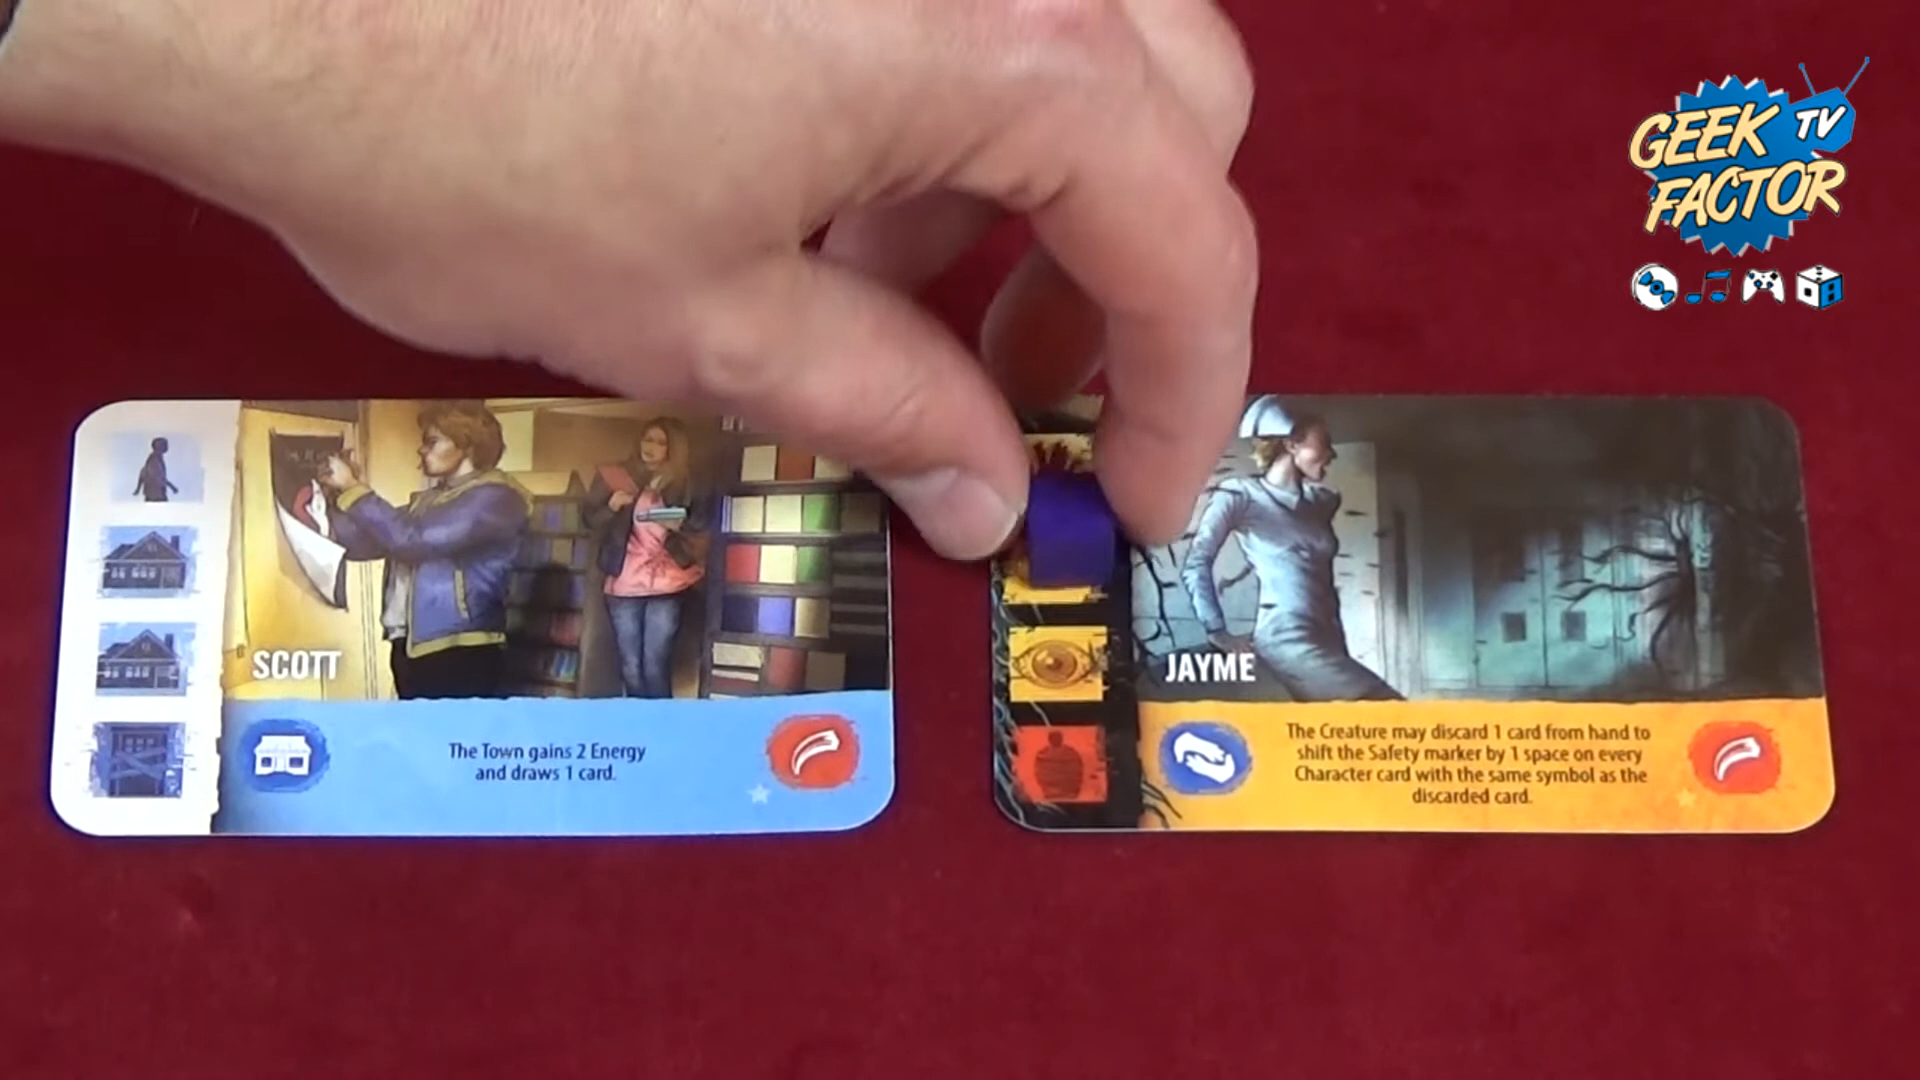 GEEK TV
FACTOR
SCOTT
The Town gains 2 Energy
and draws 1 card.
JAYME
The Creature may discard 1 card from hand to
shift the Safety marker by 1 space on every
Character card with the same symbol as the
discarded card.